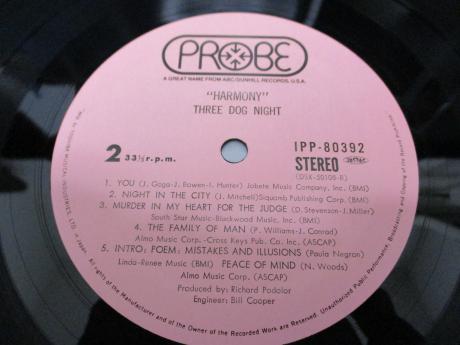 PROBE
A GREAT NAME FROM ABC/DUNHILL RECORDS, U.S.A.
"HARMONY"
THREE DOG NIGHT
2 33⅓ r.p.m.
IPP-80392
STEREO
(DSX-50108-B)
1. YOU (J. Goga-J. Bowen-I. Hunter) Jobete Music Company, Inc. (BMI)
2. NIGHT IN THE CITY (J. Mitchell) Siquomb Publishing Corp. (BMI)
3. MURDER IN MY HEART FOR THE JUDGE (D. Stevenson-J. Miller)
South Star Music-Blackwood Music, Inc. (BMI)
4. THE FAMILY OF MAN (P. Williams-J. Conrad)
Almo Music Corp.-Cross Keys Pub. Co., Inc. (ASCAP)
5. INTRO: POEM: MISTAKES AND ILLUSIONS (Paula Negron)
Linda-Renee Music (BMI) PEACE OF MIND (N. Woods)
Almo Music Corp. (ASCAP)
Produced by: Richard Podolor
Engineer: Bill Cooper
All rights of the Manufacturer and of the Owner of the Recorded Work are Reserved. Unauthorized Public Performance, Broadcasting and Copying of this Record Prohibited.